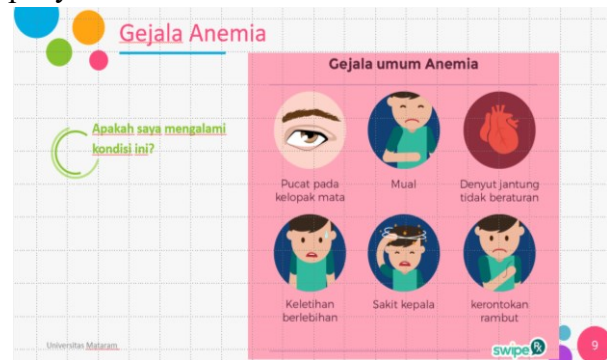 Gejala Anemia
Gejala umum Anemia
Apakah saya mengalami
kondisi ini?
Pucat pada
kelopak mata
Mual
Denyut jantung
tidak beraturan
Keletihan
berlebihan
Sakit kepala
kerontokan
rambut
Universitas Mataram
swipe Rx
9